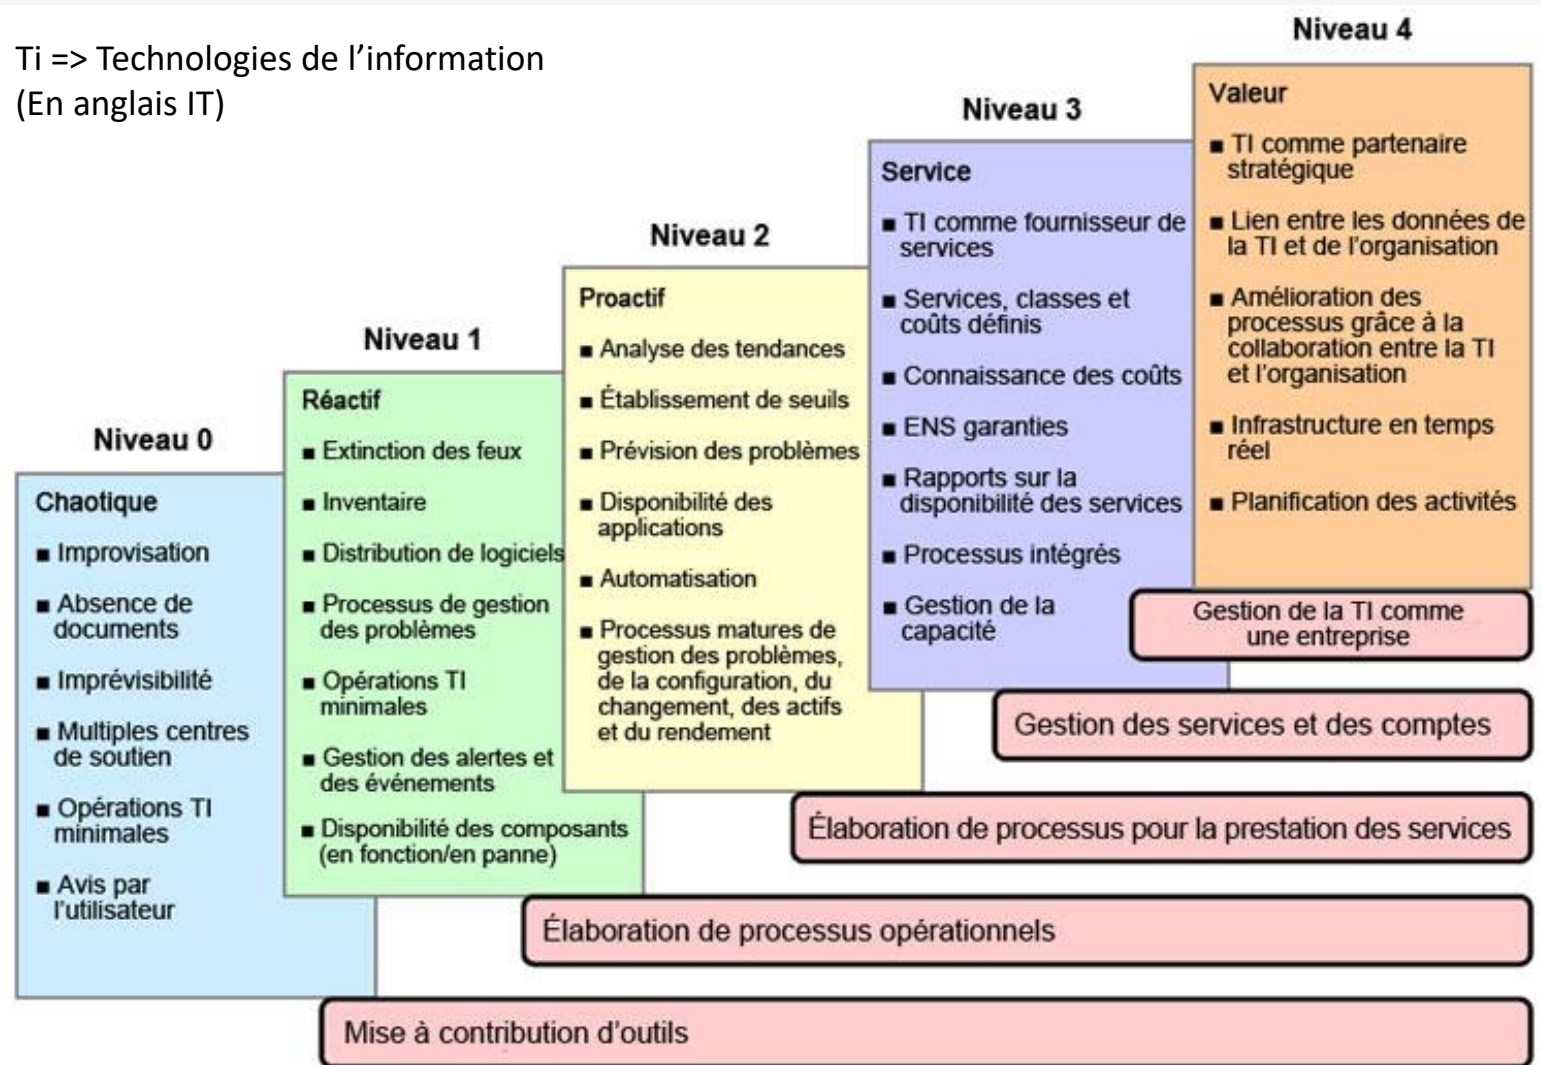 Ti => Technologies de l’information
(En anglais IT)
Niveau 0
Chaotique
■ Improvisation
■ Absence de
documents
■ Imprévisibilité
■ Multiples centres
de soutien
■ Opérations TI
minimales
■ Avis par
l'utilisateur
Niveau 1
Réactif
■ Extinction des feux
■ Inventaire
■ Distribution de logiciels
■ Processus de gestion
des problèmes
■ Opérations TI
minimales
■ Gestion des alertes et
des événements
■ Disponibilité des composants
(en fonction/en panne)
Niveau 2
Proactif
■ Analyse des tendances
■ Établissement de seuils
■ Prévision des problèmes
■ Disponibilité des
applications
■ Automatisation
■ Processus matures de
gestion des problèmes,
de la configuration, du
changement, des actifs
et du rendement
Niveau 3
Service
■ TI comme fournisseur de
services
■ Services, classes et
coûts définis
■ Connaissance des coûts
■ ENS garanties
■ Rapports sur la
disponibilité des services
■ Processus intégrés
■ Gestion de la
capacité
Niveau 4
Valeur
■ TI comme partenaire
stratégique
■ Lien entre les données de
la TI et de l'organisation
■ Amélioration des
processus grâce à la
collaboration entre la TI
et l'organisation
■ Infrastructure en temps
réel
■ Planification des activités
Gestion de la TI comme
une entreprise
Gestion des services et des comptes
Élaboration de processus pour la prestation des services
Élaboration de processus opérationnels
Mise à contribution d'outils